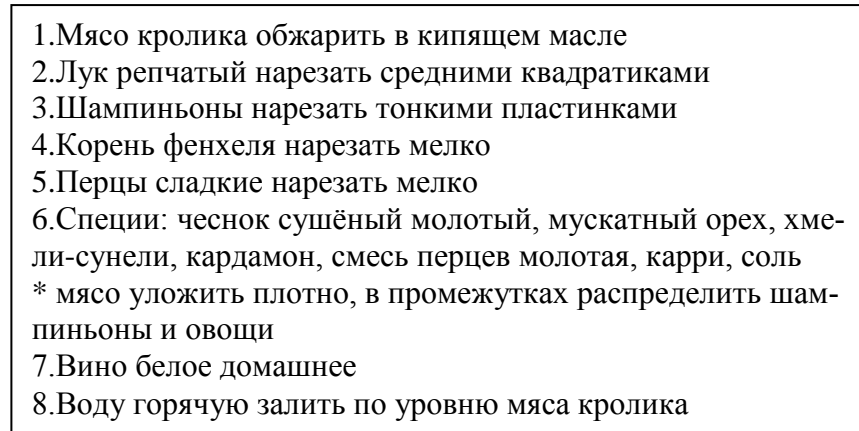 1.Мясо кролика обжарить в кипящем масле
2.Лук репчатый нарезать средними квадратиками
3.Шампиньоны нарезать тонкими пластинками
4.Корень фенхеля нарезать мелко
5.Перцы сладкие нарезать мелко
6.Специи: чеснок сушёный молотый, мускатный орех, хме-
ли-сунели, кардамон, смесь перцев молотая, карри, соль
* мясо уложить плотно, в промежутках распределить шам-
пиньоны и овощи
7.Вино белое домашнее
8.Воду горячую залить по уровню мяса кролика